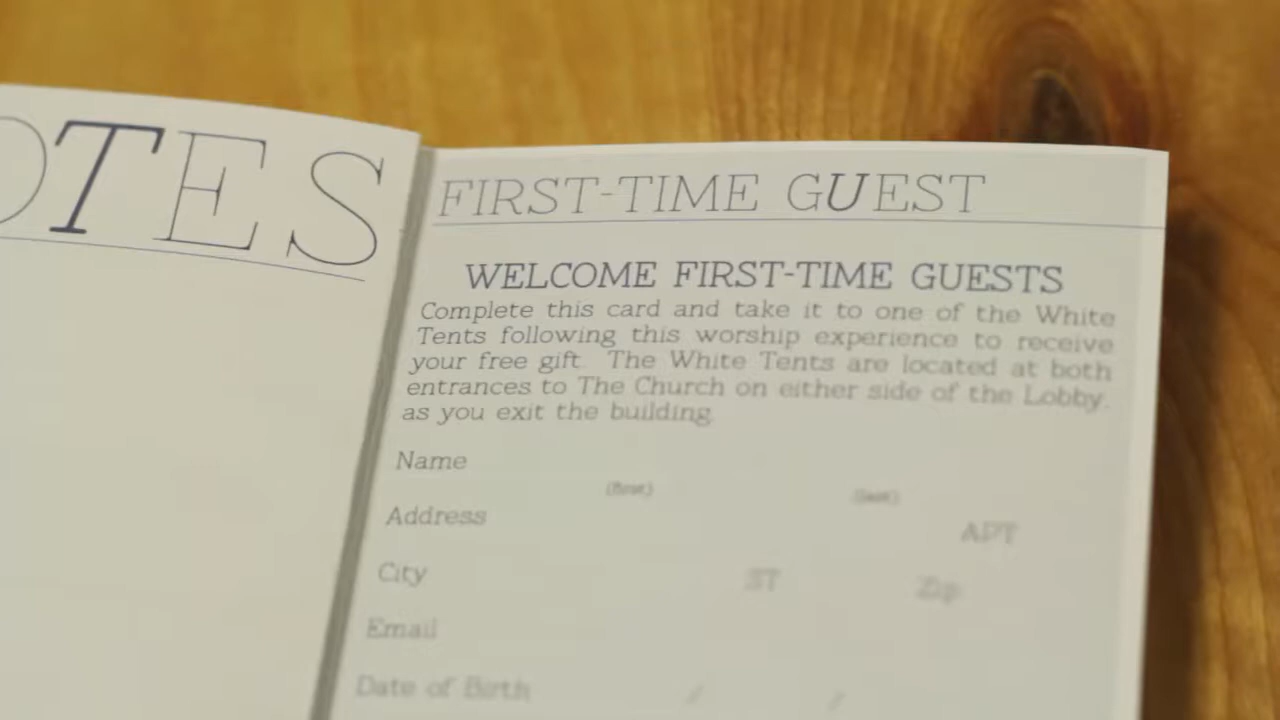 OTES
FIRST-TIME GUEST
WELCOME FIRST-TIME GUESTS
Complete this card and take it to one of the White
Tents following this worship experience to receive
your free gift. The White Tents are located at both
entrances to The Church on either side of the Lobby,
as you exit the building.
Name
(first) (last)
Address APT
City ST Zip
Email
Date of Birth / /